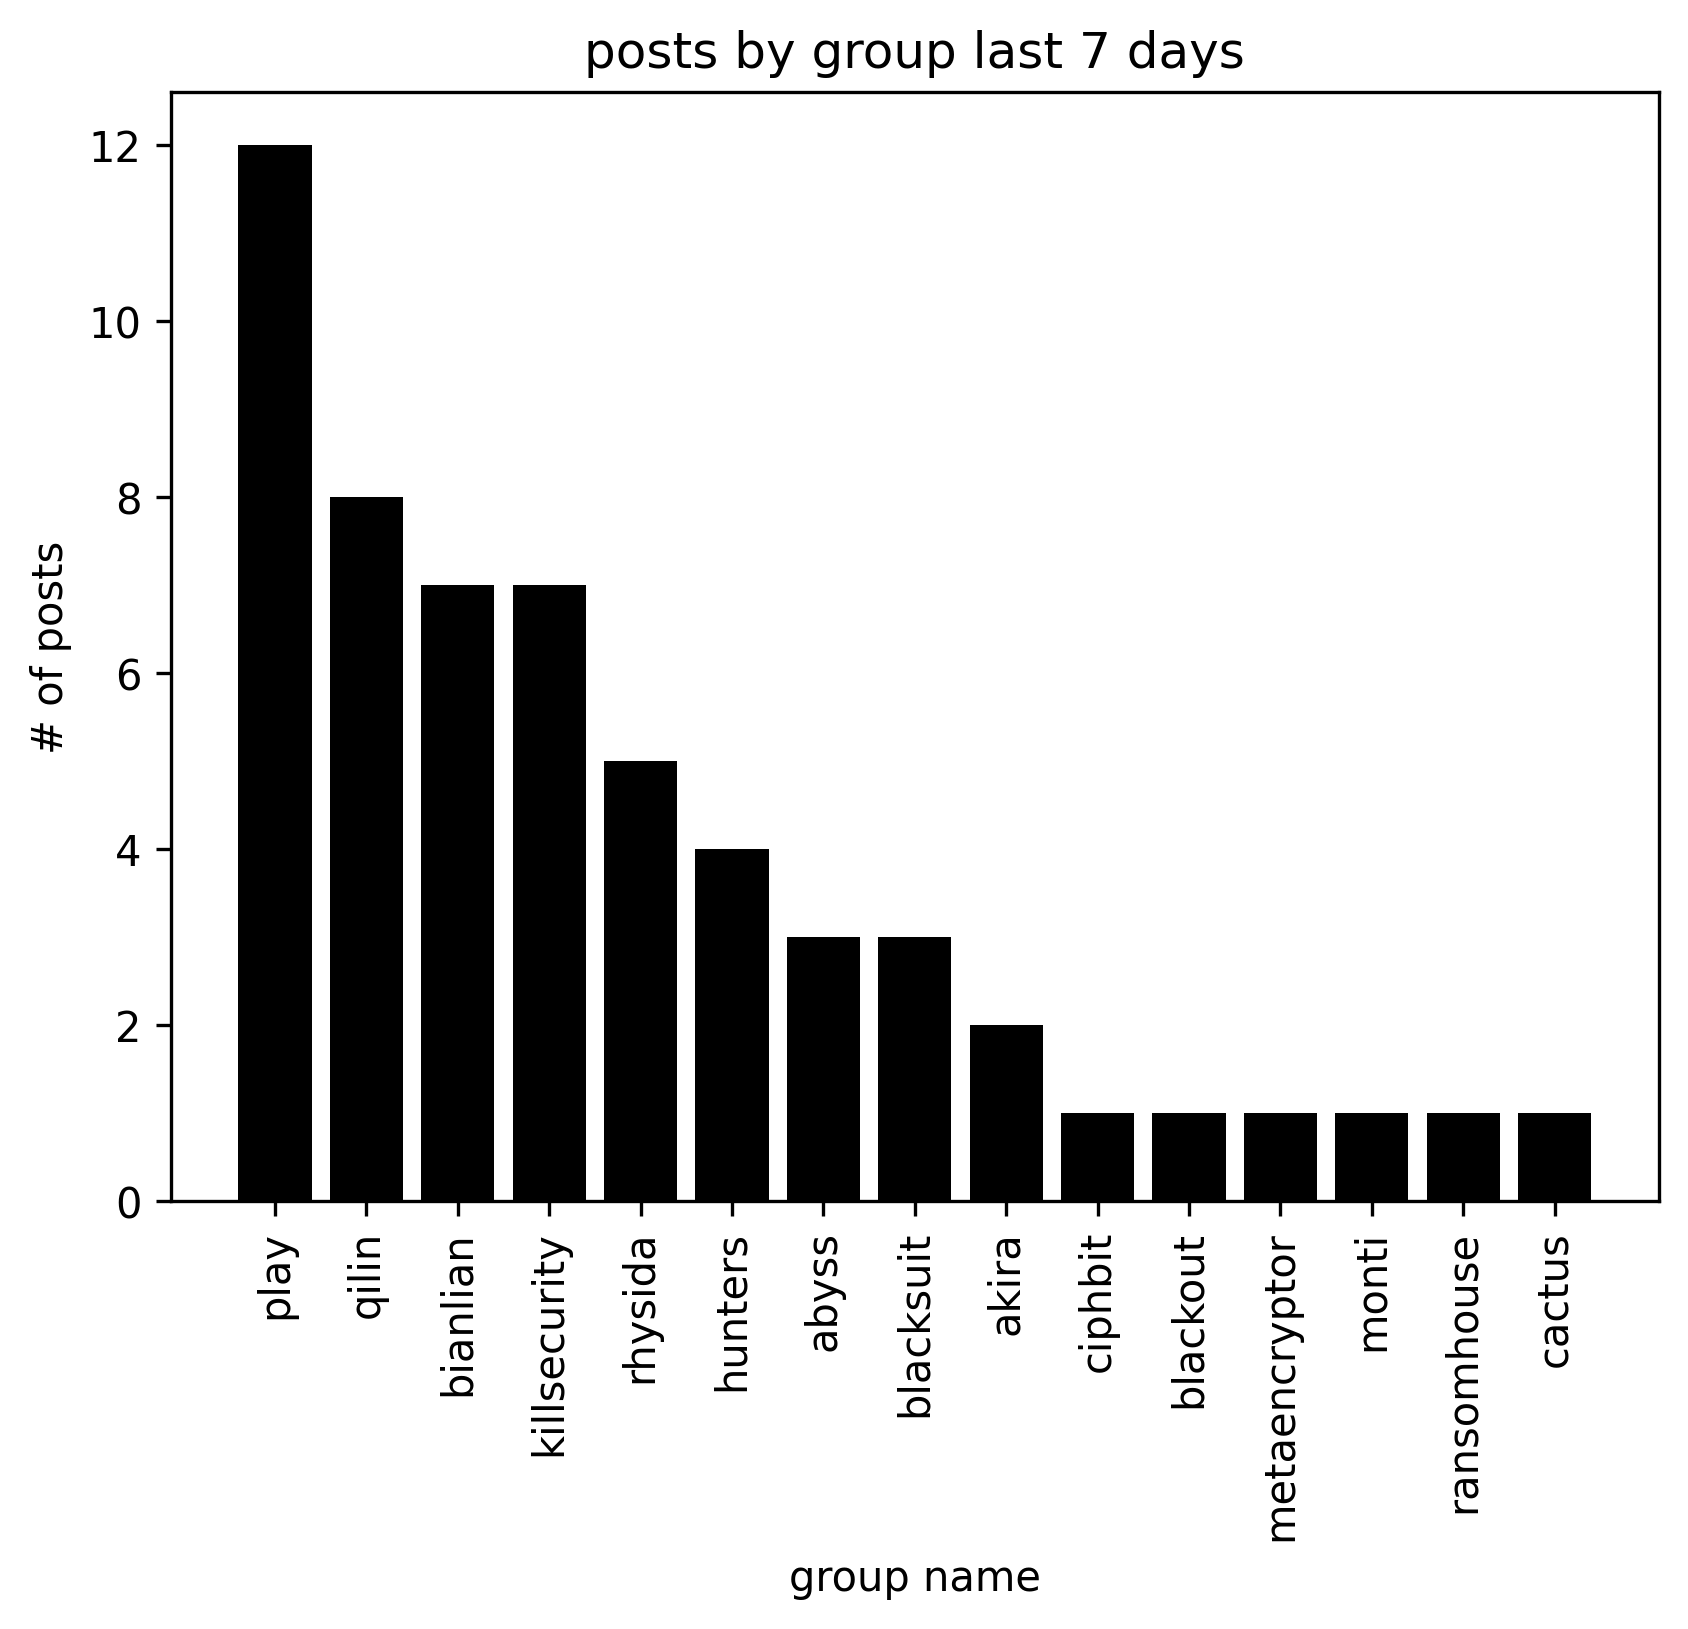 posts by group last 7 days
12
10
8
6
4
2
0
# of posts
play
qilin
bianlian
killsecurity
rhysida
hunters
abyss
blacksuit
akira
ciphbit
blackout
metaencryptor
monti
ransomhouse
cactus
group name